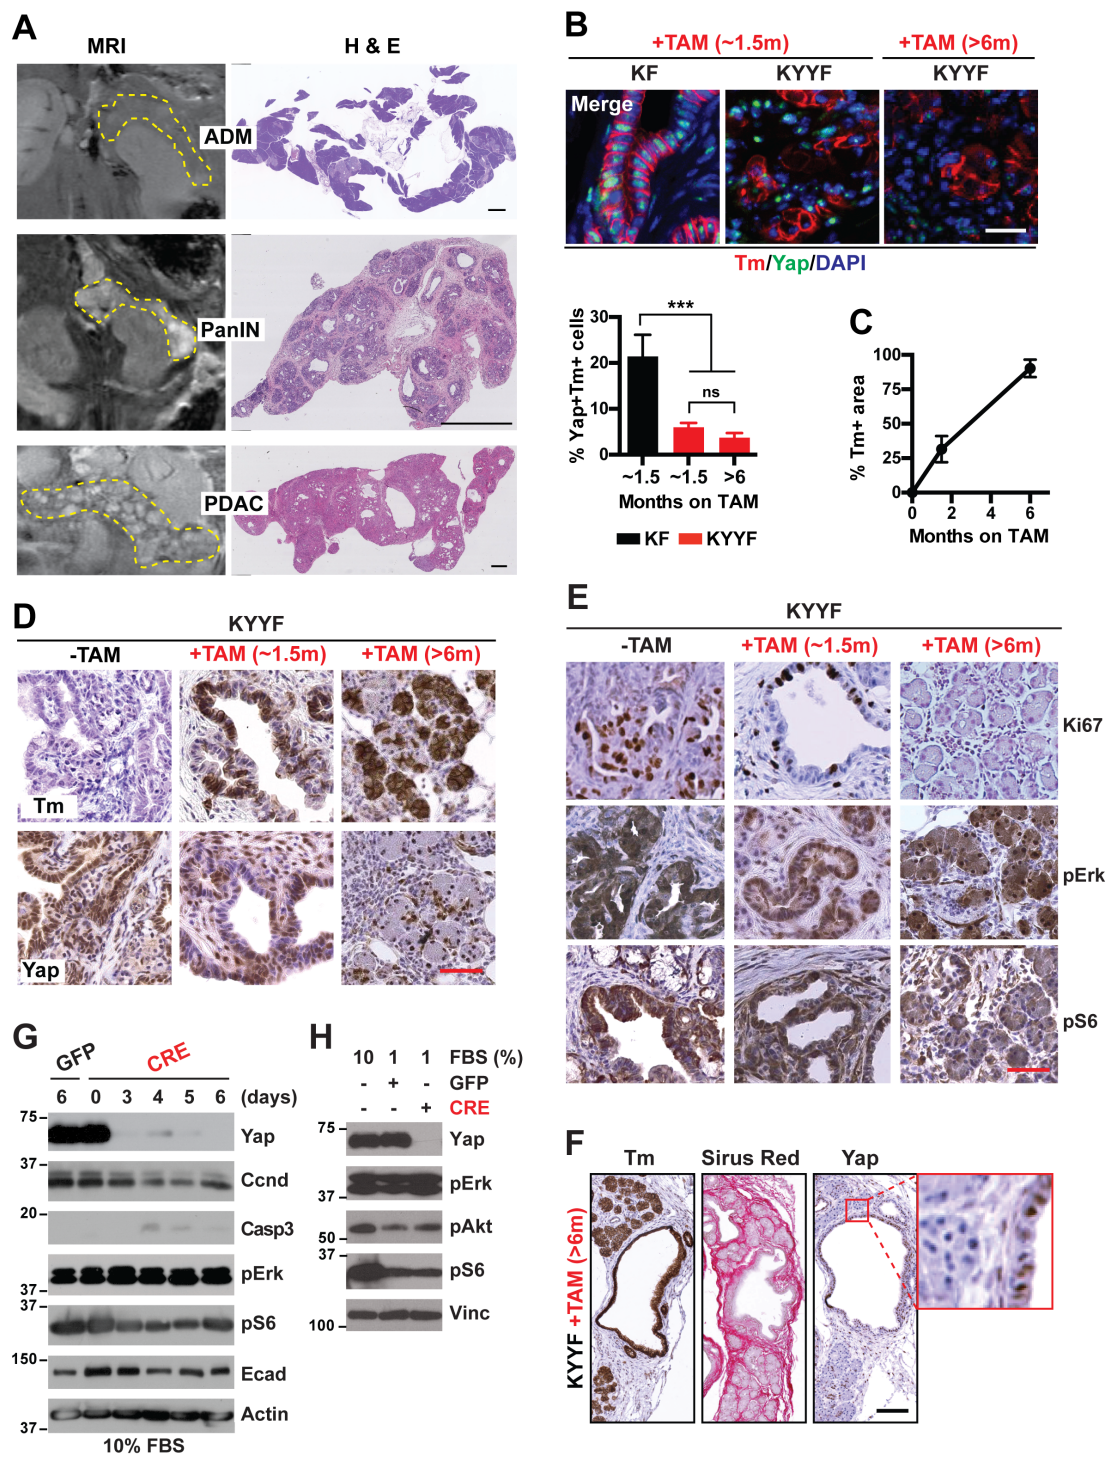 A
MRI
H & E
ADM
PanIN
PDAC
B
+TAM (~1.5m)
+TAM (>6m)
KF
KYYF
KYYF
Merge
Tm/Yap/DAPI
% Yap+Tm+ cells
30
20
10
0
***
ns
~1.5
~1.5
>6
Months on TAM
KF
KYYF
C
% Tm+ area
100
75
50
25
0
0
2
4
6
Months on TAM
D
KYYF
-TAM
+TAM (~1.5m)
+TAM (>6m)
Tm
Yap
E
KYYF
-TAM
+TAM (~1.5m)
+TAM (>6m)
Ki67
pErk
pS6
F
Tm
Sirus Red
Yap
KYYF +TAM (>6m)
G
GFP
CRE
6 0 3 4 5 6 (days)
75
Yap
37
Ccnd
20
Casp3
pErk
37
37
pS6
150
Ecad
Actin
37
10% FBS
H
10 1 1 FBS (%)
- + - GFP
- - + CRE
75
Yap
pErk
37
pAkt
50
37
pS6
Vinc
100